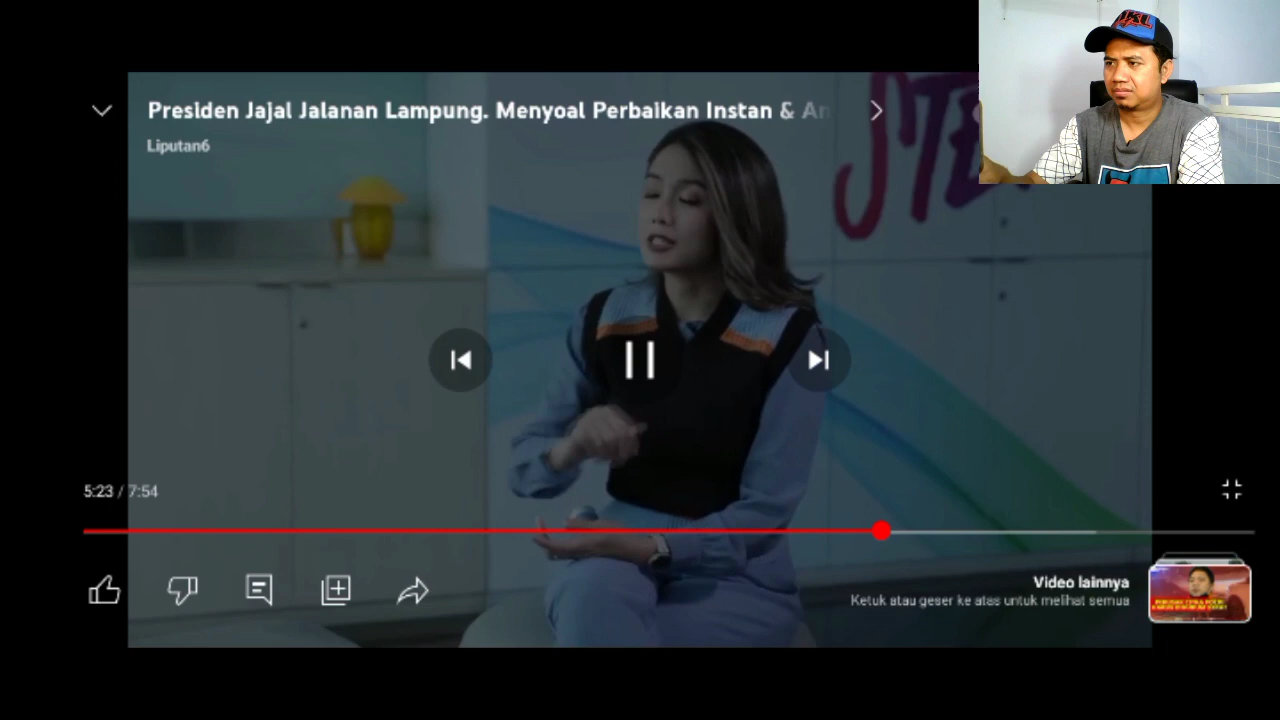 Presiden Jajal Jalanan Lampung. Menyoal Perbaikan Instan & An
Liputan6
5:23 / 7:54
Video lainnya
Ketuk atau geser ke atas untuk melihat semua